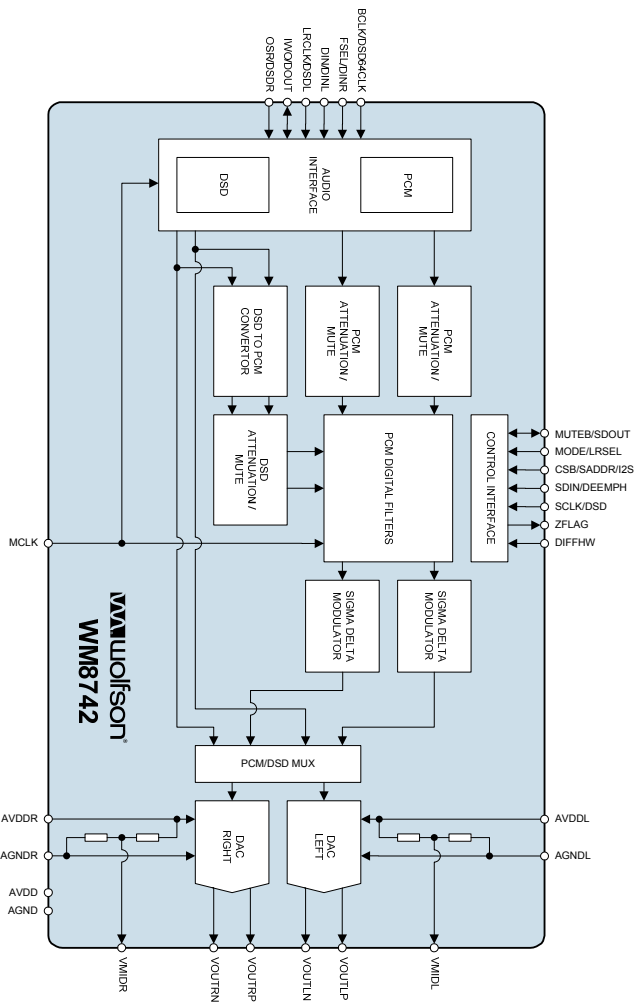 BCLK/DSD64CLK
FSEL/DINR
DIN/DINL
LRCLK/DSDL
IWO/DOUT
OSR/DSDR
AUDIO
INTERFACE
PCM
DSD
PCM
ATTENUATION /
MUTE
PCM
ATTENUATION /
MUTE
DSD TO PCM
CONVERTOR
DSD
ATTENUATION /
MUTE
PCM DIGITAL FILTERS
CONTROL INTERFACE
MUTEB/SDOUT
MODE/LRSEL
CSB/SADDR/I2S
SDIN/DEEMPH
SCLK/DSD
ZFLAG
DIFFHW
MCLK
SIGMA DELTA
MODULATOR
SIGMA DELTA
MODULATOR
wolfson®
WM8742
PCM/DSD MUX
DAC
RIGHT
DAC
LEFT
AVDDR
AGNDR
AVDD
AGND
AVDDL
AGNDL
VMIDR
VOUTRN
VOUTRP
VOUTLN
VOUTLP
VMIDL